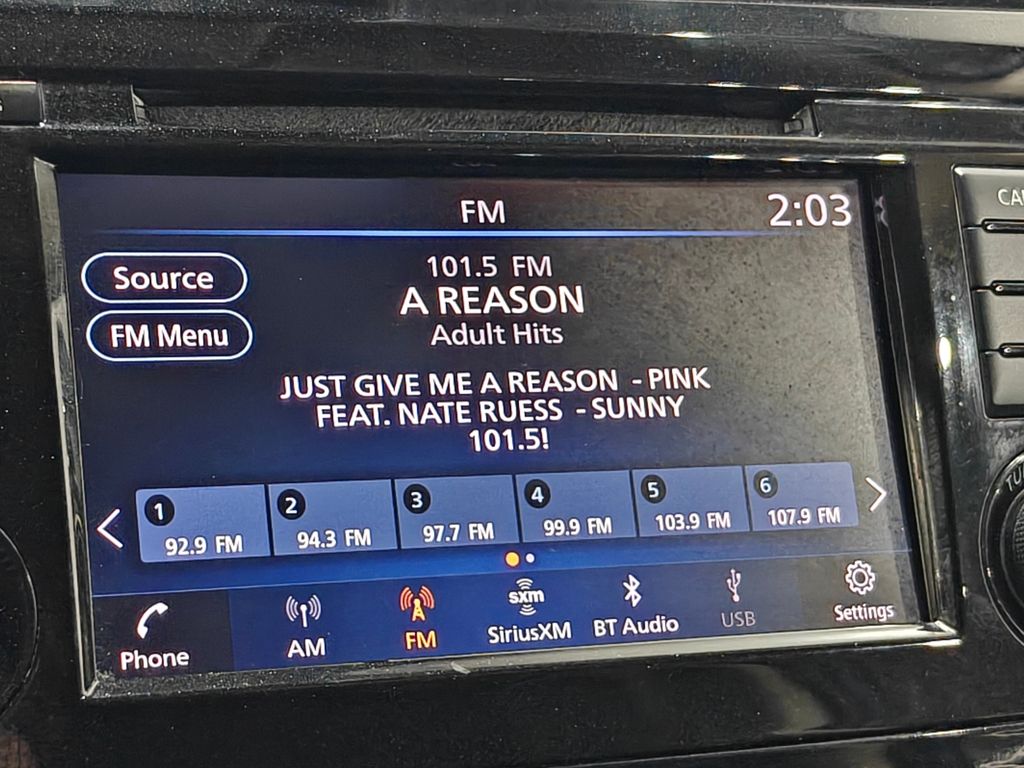 FM
2:03
Source
FM Menu
101.5 FM
A REASON
Adult Hits
JUST GIVE ME A REASON - PINK
FEAT. NATE RUESS - SUNNY
101.5!
1
92.9 FM
2
94.3 FM
3
97.7 FM
4
99.9 FM
5
103.9 FM
6
107.9 FM
Phone
AM
FM
sxm
SiriusXM
BT Audio
USB
Settings